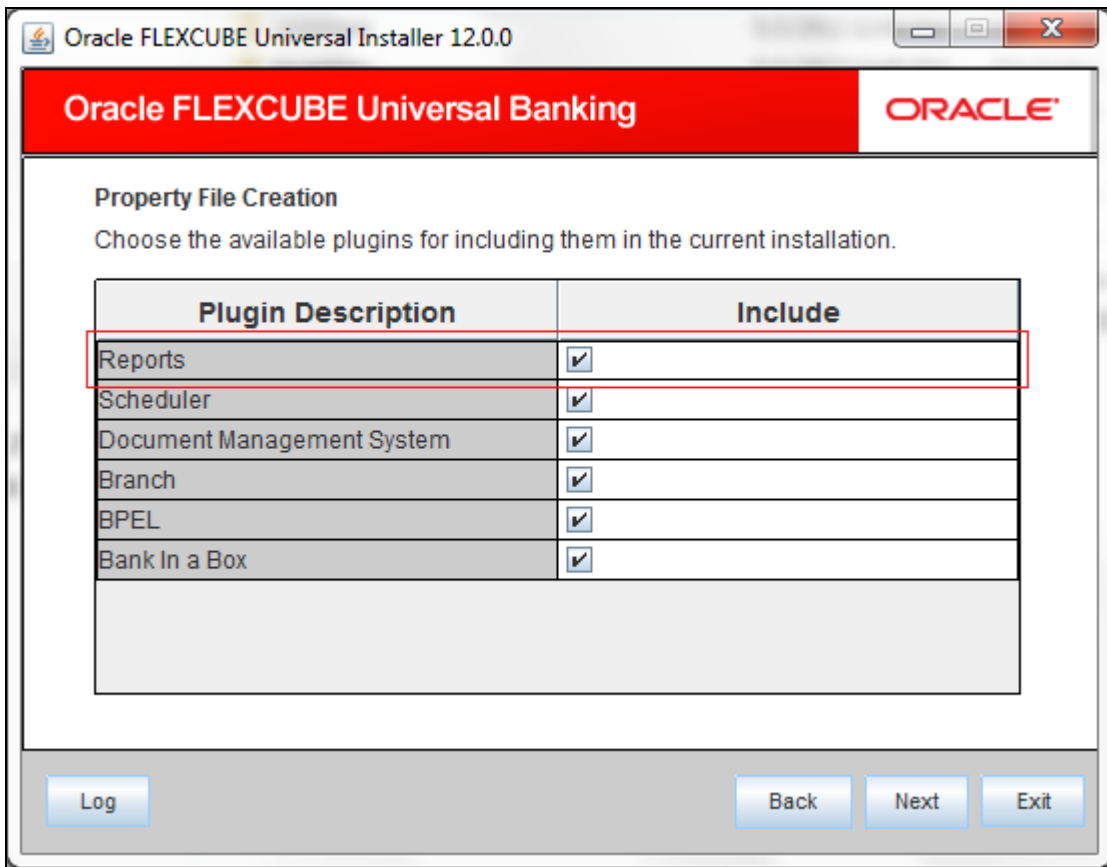 Oracle FLEXCUBE Universal Installer 12.0.0
Oracle FLEXCUBE Universal Banking
ORACLE
Property File Creation
Choose the available plugins for including them in the current installation.
Plugin Description Include
Reports
Scheduler
Document Management System
Branch
BPEL
Bank In a Box
Log Back Next Exit